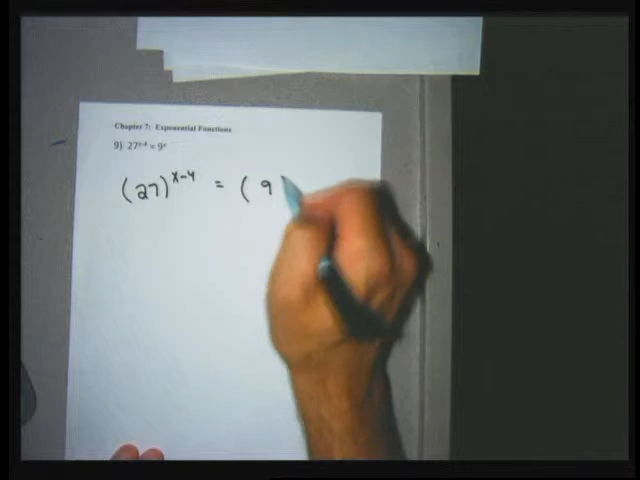 Chapter 7: Exponential Functions
9) 27ˣ⁻⁴ = 9ˣ
(27)ˣ⁻⁴ = ( 9 )